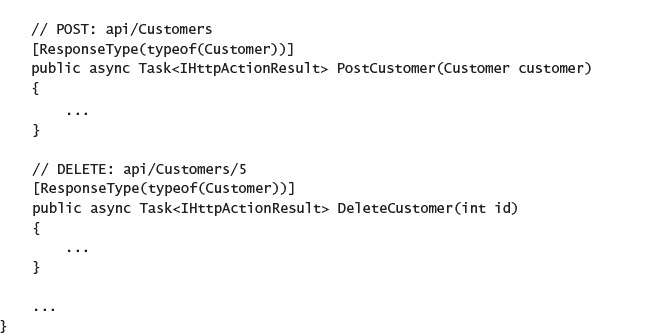 // POST: api/Customers
[ResponseType(typeof(Customer))]
public async Task<IHttpActionResult> PostCustomer(Customer customer)
{
...
}
// DELETE: api/Customers/5
[ResponseType(typeof(Customer))]
public async Task<IHttpActionResult> DeleteCustomer(int id)
{
...
}
...
}